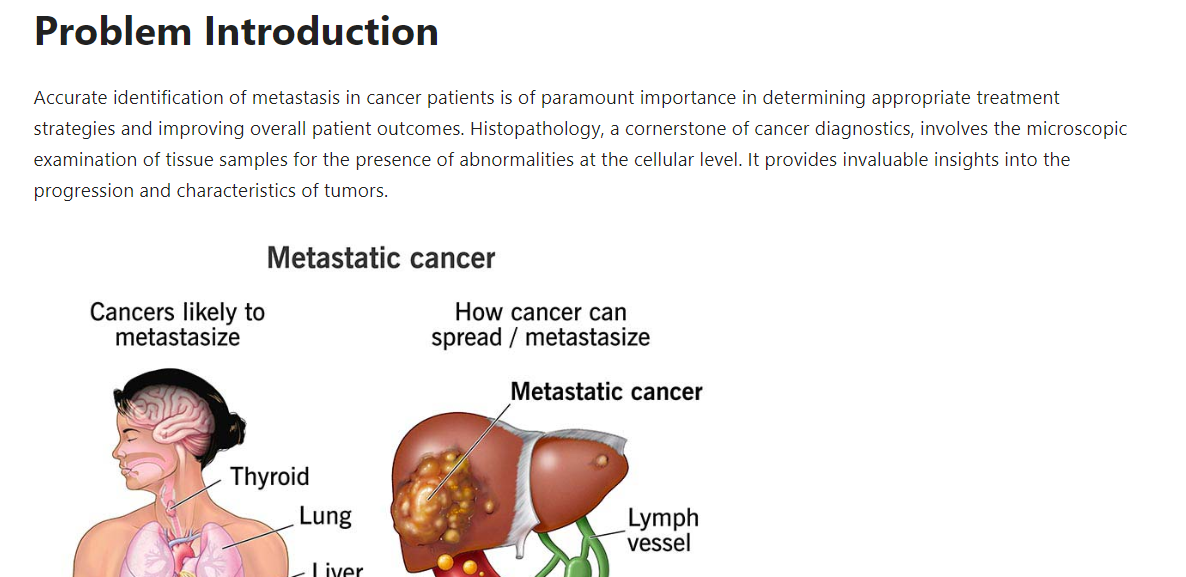 Problem Introduction
Accurate identification of metastasis in cancer patients is of paramount importance in determining appropriate treatment
strategies and improving overall patient outcomes. Histopathology, a cornerstone of cancer diagnostics, involves the microscopic
examination of tissue samples for the presence of abnormalities at the cellular level. It provides invaluable insights into the
progression and characteristics of tumors.
Metastatic cancer
Cancers likely to
metastasize
How cancer can
spread / metastasize
Metastatic cancer
Thyroid
Lung
Liver
Lymph
vessel